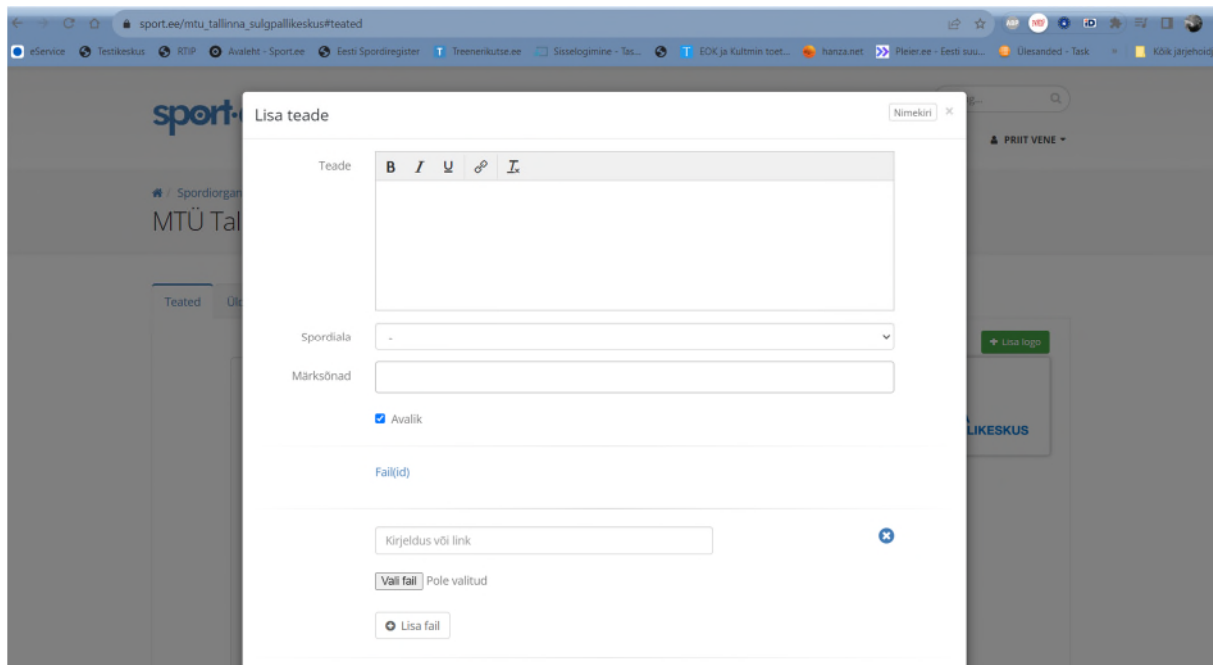 sport.ee/mtu_tallinna_sulgpallikeskus#teated
eService Testikeskus RTIP Avaleht - Sport.ee Eesti Spordiregister Treenerikutse.ee Sisselogimine - Tas... EOK ja Kultmin toet... hanza.net Pleier.ee - Eesti suu... Ülesanded - Task » Kõik järjehoid
sport.
Lisa teade
Nimekiri ×
PRIIT VENE
Teade
B I U Tx
/ Spordiorgan
MTÜ Tal
Teated Üld
Spordiala
-
+ Lisa logo
Märksõnad
Avalik
LIKESKUS
Fail(id)
Kirjeldus või link
Vali fail Pole valitud
Lisa fail